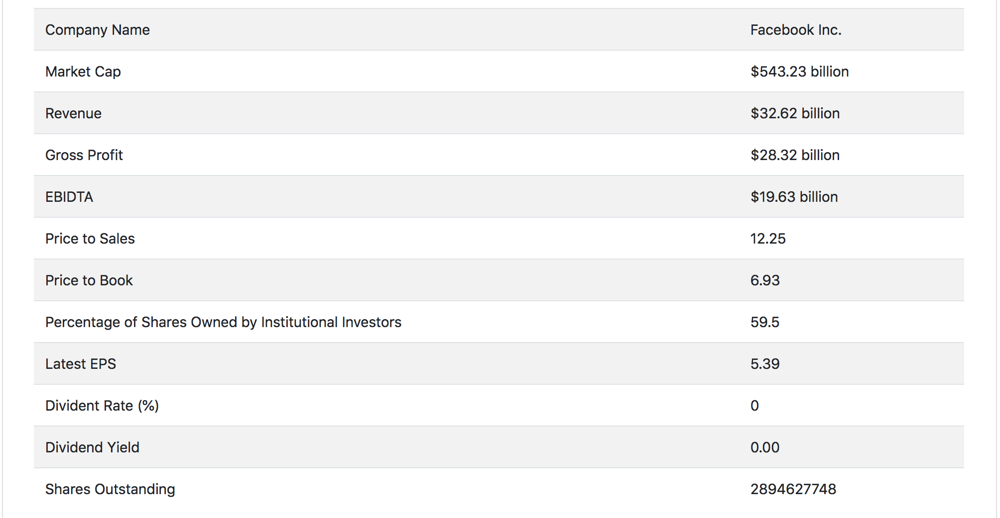 Company Name Facebook Inc.
Market Cap $543.23 billion
Revenue $32.62 billion
Gross Profit $28.32 billion
EBIDTA $19.63 billion
Price to Sales 12.25
Price to Book 6.93
Percentage of Shares Owned by Institutional Investors 59.5
Latest EPS 5.39
Divident Rate (%) 0
Dividend Yield 0.00
Shares Outstanding 2894627748